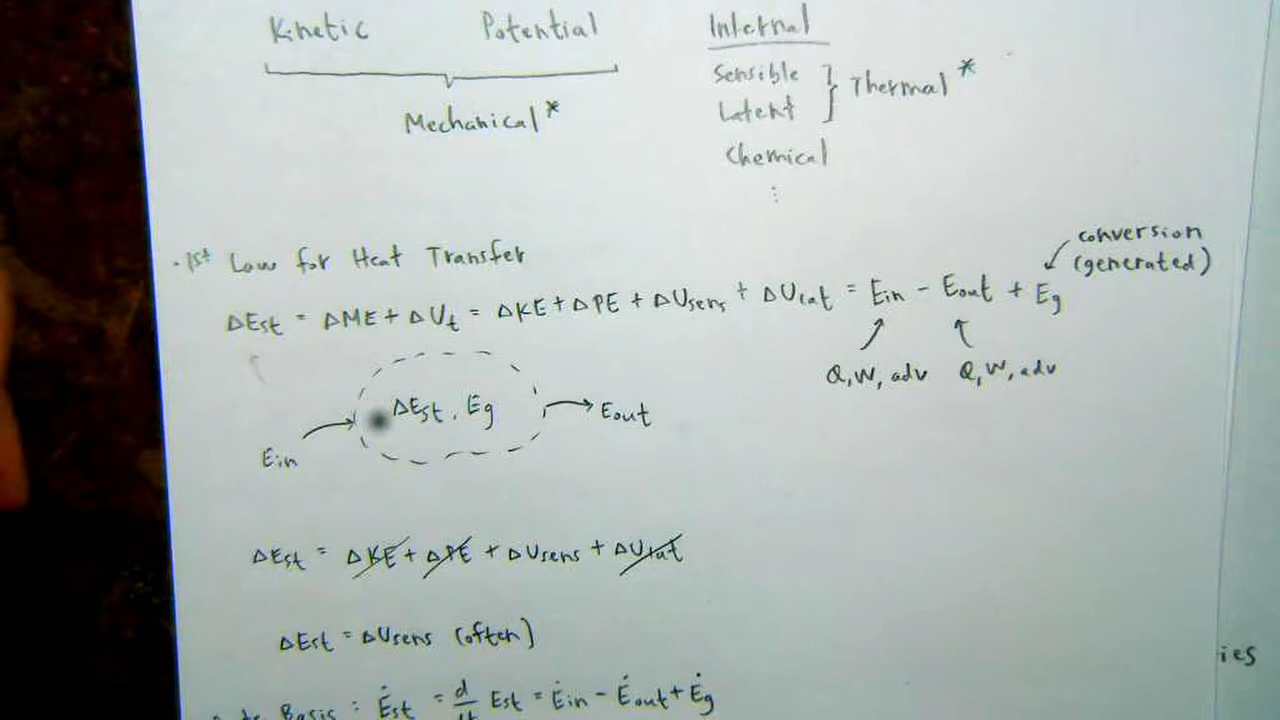 Kinetic Potential Internal
Sensible
Latent } Thermal*
Mechanical*
Chemical
⋮
conversion
(generated)
· 1st Law for Heat Transfer
ΔEst = ΔME + ΔUt = ΔKE + ΔPE + ΔUsens + ΔUlat = Ein - Eout + Eg
Q, W, adv Q, W, adv
ΔEst, Eg
Eout
Ein
ΔEst = ΔKE + ΔPE + ΔUsens + ΔUlat
ΔEst = ΔUsens (often)
ies
Basis : Ėst = d/dt Est = Ėin - Ėout + Ėg